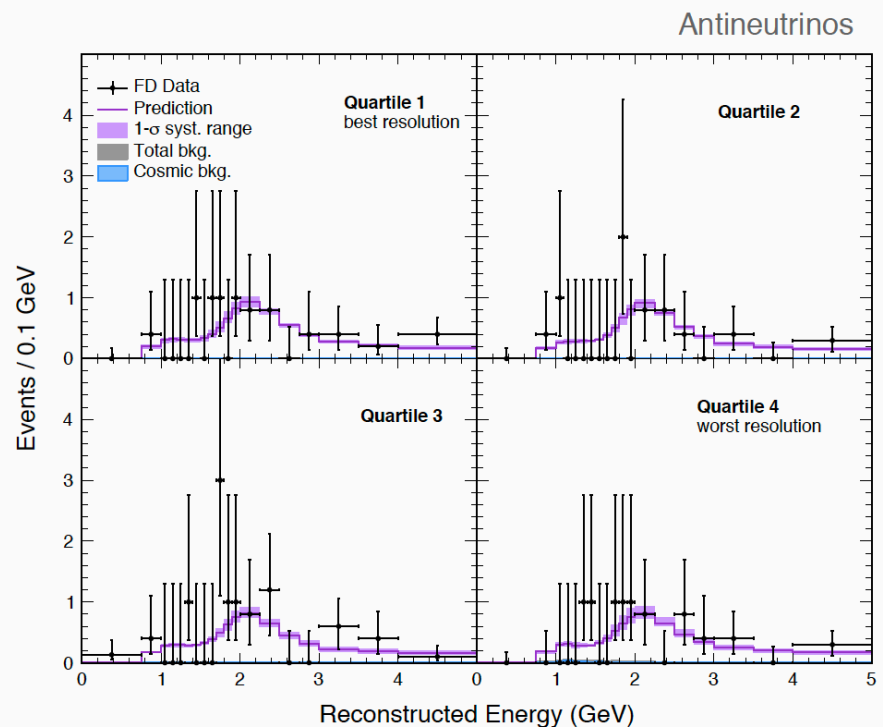 Antineutrinos
FD Data
Prediction
1-σ syst. range
Total bkg.
Cosmic bkg.
Quartile 1
best resolution
Quartile 2
4
3
2
1
0
Quartile 3
Quartile 4
worst resolution
4
3
2
1
0
0 1 2 3 4 0 1 2 3 4 5
Events / 0.1 GeV
Reconstructed Energy (GeV)